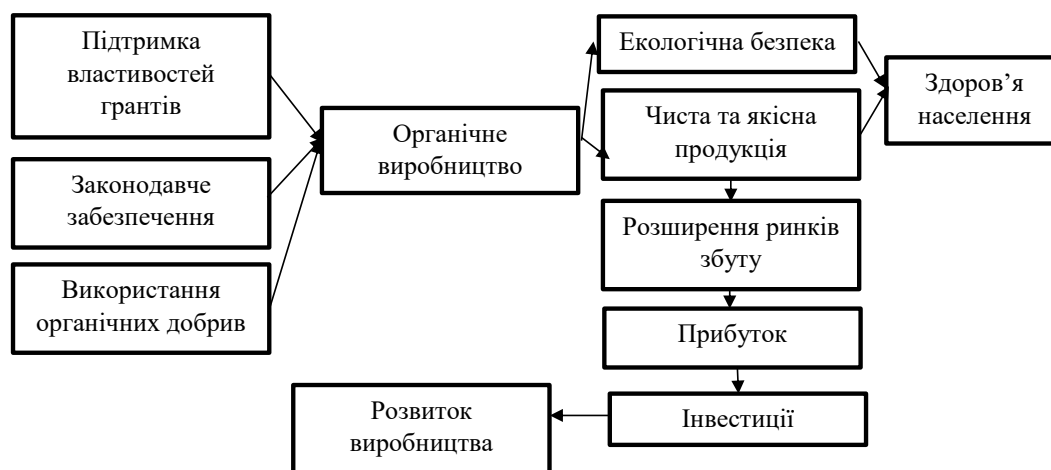 Підтримка
властивостей
грантів
Законодавче
забезпечення
Використання
органічних добрив
Органічне
виробництво
Екологічна безпека
Чиста та якісна
продукція
Здоров’я
населення
Розширення ринків
збуту
Прибуток
Інвестиції
Розвиток
виробництва